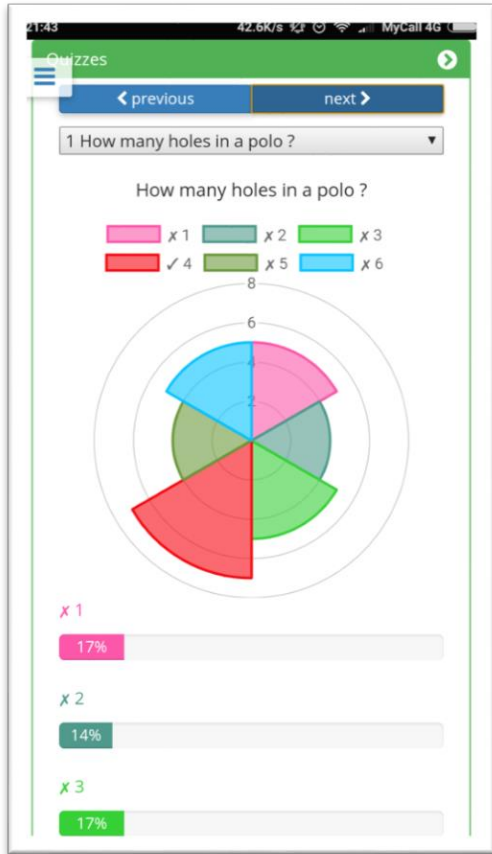 21:43 42.6K/s MyCall 4G
Quizzes
previous next
1 How many holes in a polo ?
How many holes in a polo ?
✗ 1 ✗ 2 ✗ 3
✓ 4 ✗ 5 ✗ 6
8
6
4
2
✗ 1
17%
✗ 2
14%
✗ 3
17%